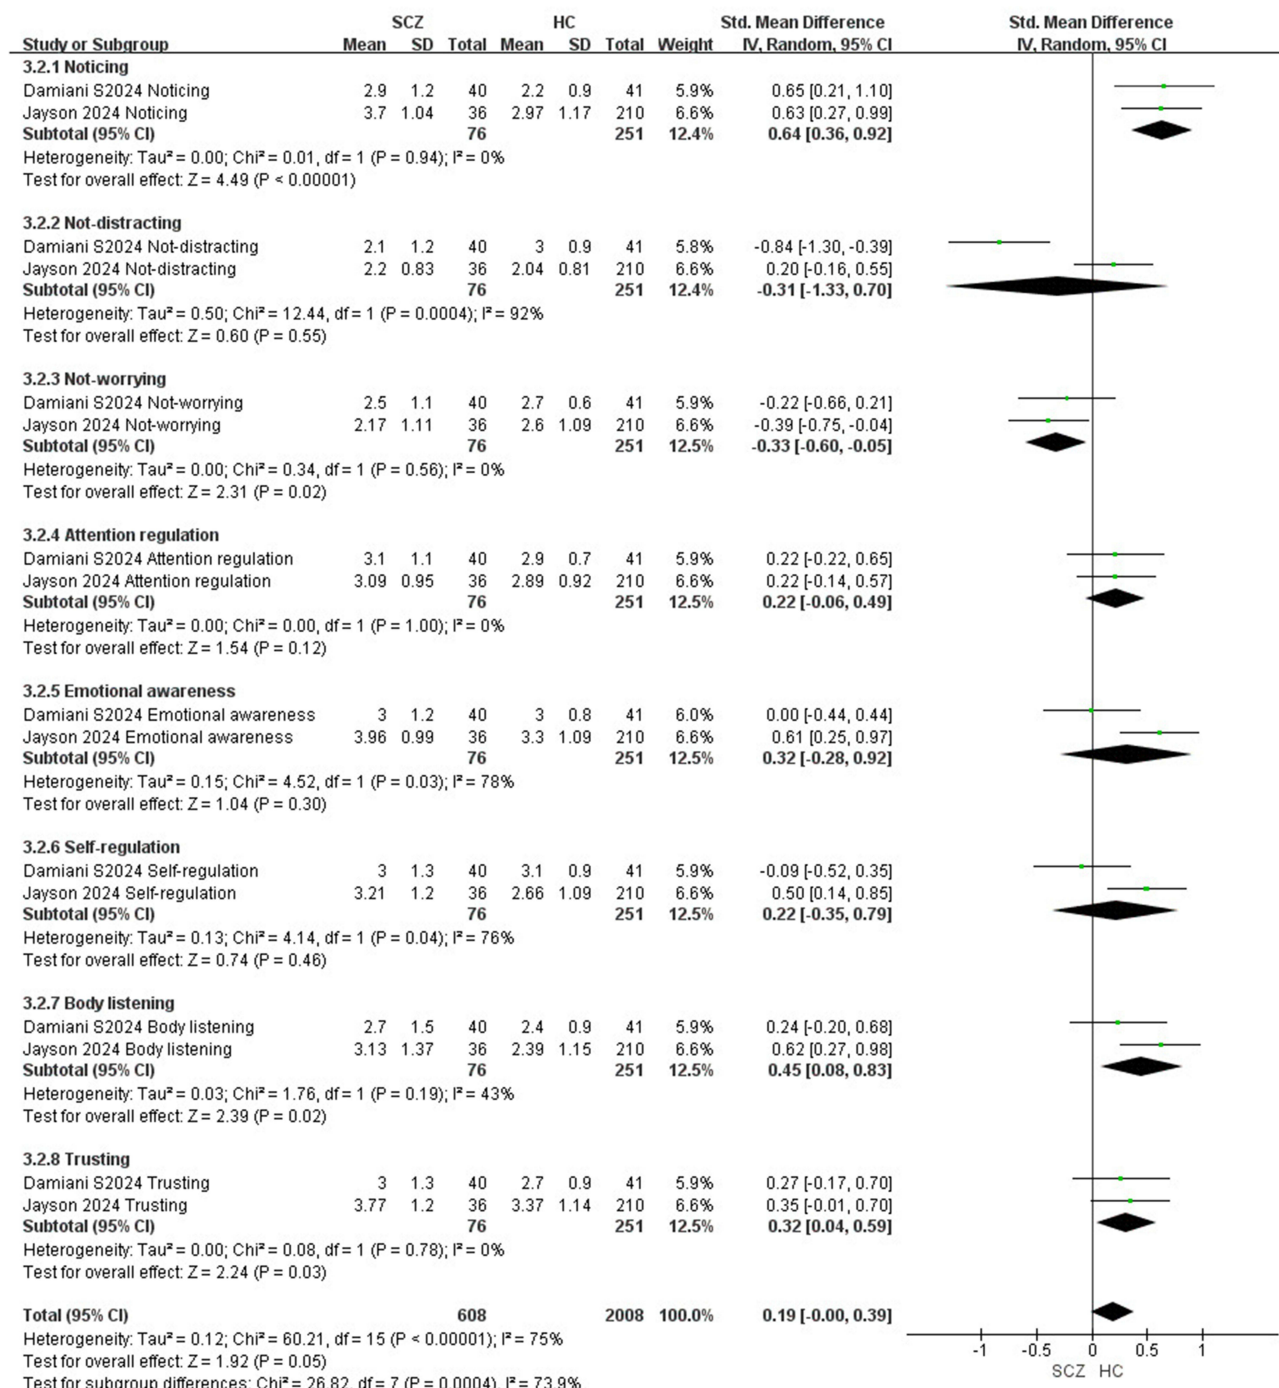 SCZ HC Std. Mean Difference Std. Mean Difference
Study or Subgroup Mean SD Total Mean SD Total Weight IV, Random, 95% CI IV, Random, 95% CI
3.2.1 Noticing
Damiani S2024 Noticing 2.9 1.2 40 2.2 0.9 41 5.9% 0.65 [0.21, 1.10]
Jayson 2024 Noticing 3.7 1.04 36 2.97 1.17 210 6.6% 0.63 [0.27, 0.99]
Subtotal (95% CI) 76 251 12.4% 0.64 [0.36, 0.92]
Heterogeneity: Tau² = 0.00; Chi² = 0.01, df = 1 (P = 0.94); I² = 0%
Test for overall effect: Z = 4.49 (P < 0.00001)
3.2.2 Not-distracting
Damiani S2024 Not-distracting 2.1 1.2 40 3 0.9 41 5.8% -0.84 [-1.30, -0.39]
Jayson 2024 Not-distracting 2.2 0.83 36 2.04 0.81 210 6.6% 0.20 [-0.16, 0.55]
Subtotal (95% CI) 76 251 12.4% -0.31 [-1.33, 0.70]
Heterogeneity: Tau² = 0.50; Chi² = 12.44, df = 1 (P = 0.0004); I² = 92%
Test for overall effect: Z = 0.60 (P = 0.55)
3.2.3 Not-worrying
Damiani S2024 Not-worrying 2.5 1.1 40 2.7 0.6 41 5.9% -0.22 [-0.66, 0.21]
Jayson 2024 Not-worrying 2.17 1.11 36 2.6 1.09 210 6.6% -0.39 [-0.75, -0.04]
Subtotal (95% CI) 76 251 12.5% -0.33 [-0.60, -0.05]
Heterogeneity: Tau² = 0.00; Chi² = 0.34, df = 1 (P = 0.56); I² = 0%
Test for overall effect: Z = 2.31 (P = 0.02)
3.2.4 Attention regulation
Damiani S2024 Attention regulation 3.1 1.1 40 2.9 0.7 41 5.9% 0.22 [-0.22, 0.65]
Jayson 2024 Attention regulation 3.09 0.95 36 2.89 0.92 210 6.6% 0.22 [-0.14, 0.57]
Subtotal (95% CI) 76 251 12.5% 0.22 [-0.06, 0.49]
Heterogeneity: Tau² = 0.00; Chi² = 0.00, df = 1 (P = 1.00); I² = 0%
Test for overall effect: Z = 1.54 (P = 0.12)
3.2.5 Emotional awareness
Damiani S2024 Emotional awareness 3 1.2 40 3 0.8 41 6.0% 0.00 [-0.44, 0.44]
Jayson 2024 Emotional awareness 3.96 0.99 36 3.3 1.09 210 6.6% 0.61 [0.25, 0.97]
Subtotal (95% CI) 76 251 12.5% 0.32 [-0.28, 0.92]
Heterogeneity: Tau² = 0.15; Chi² = 4.52, df = 1 (P = 0.03); I² = 78%
Test for overall effect: Z = 1.04 (P = 0.30)
3.2.6 Self-regulation
Damiani S2024 Self-regulation 3 1.3 40 3.1 0.9 41 5.9% -0.09 [-0.52, 0.35]
Jayson 2024 Self-regulation 3.21 1.2 36 2.66 1.09 210 6.6% 0.50 [0.14, 0.85]
Subtotal (95% CI) 76 251 12.5% 0.22 [-0.35, 0.79]
Heterogeneity: Tau² = 0.13; Chi² = 4.14, df = 1 (P = 0.04); I² = 76%
Test for overall effect: Z = 0.74 (P = 0.46)
3.2.7 Body listening
Damiani S2024 Body listening 2.7 1.5 40 2.4 0.9 41 5.9% 0.24 [-0.20, 0.68]
Jayson 2024 Body listening 3.13 1.37 36 2.39 1.15 210 6.6% 0.62 [0.27, 0.98]
Subtotal (95% CI) 76 251 12.5% 0.45 [0.08, 0.83]
Heterogeneity: Tau² = 0.03; Chi² = 1.76, df = 1 (P = 0.19); I² = 43%
Test for overall effect: Z = 2.39 (P = 0.02)
3.2.8 Trusting
Damiani S2024 Trusting 3 1.3 40 2.7 0.9 41 5.9% 0.27 [-0.17, 0.70]
Jayson 2024 Trusting 3.77 1.2 36 3.37 1.14 210 6.6% 0.35 [-0.01, 0.70]
Subtotal (95% CI) 76 251 12.5% 0.32 [0.04, 0.59]
Heterogeneity: Tau² = 0.00; Chi² = 0.08, df = 1 (P = 0.78); I² = 0%
Test for overall effect: Z = 2.24 (P = 0.03)
Total (95% CI) 608 2008 100.0% 0.19 [-0.00, 0.39]
Heterogeneity: Tau² = 0.12; Chi² = 60.21, df = 15 (P < 0.00001); I² = 75%
Test for overall effect: Z = 1.92 (P = 0.05)
Test for subgroup differences: Chi² = 26.82, df = 7 (P = 0.0004), I² = 73.9%
-1 -0.5 0 0.5 1
SCZ HC